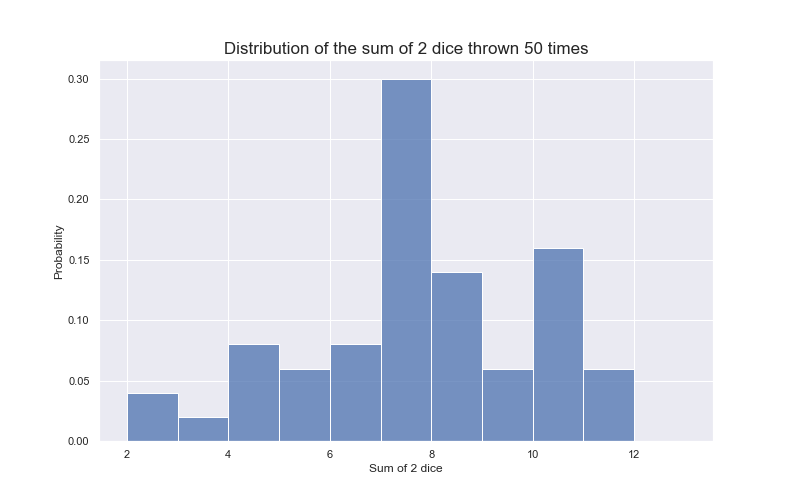 Distribution of the sum of 2 dice thrown 50 times
0.30
0.25
0.20
0.15
0.10
0.05
0.00
Probability
2 4 6 8 10 12
Sum of 2 dice